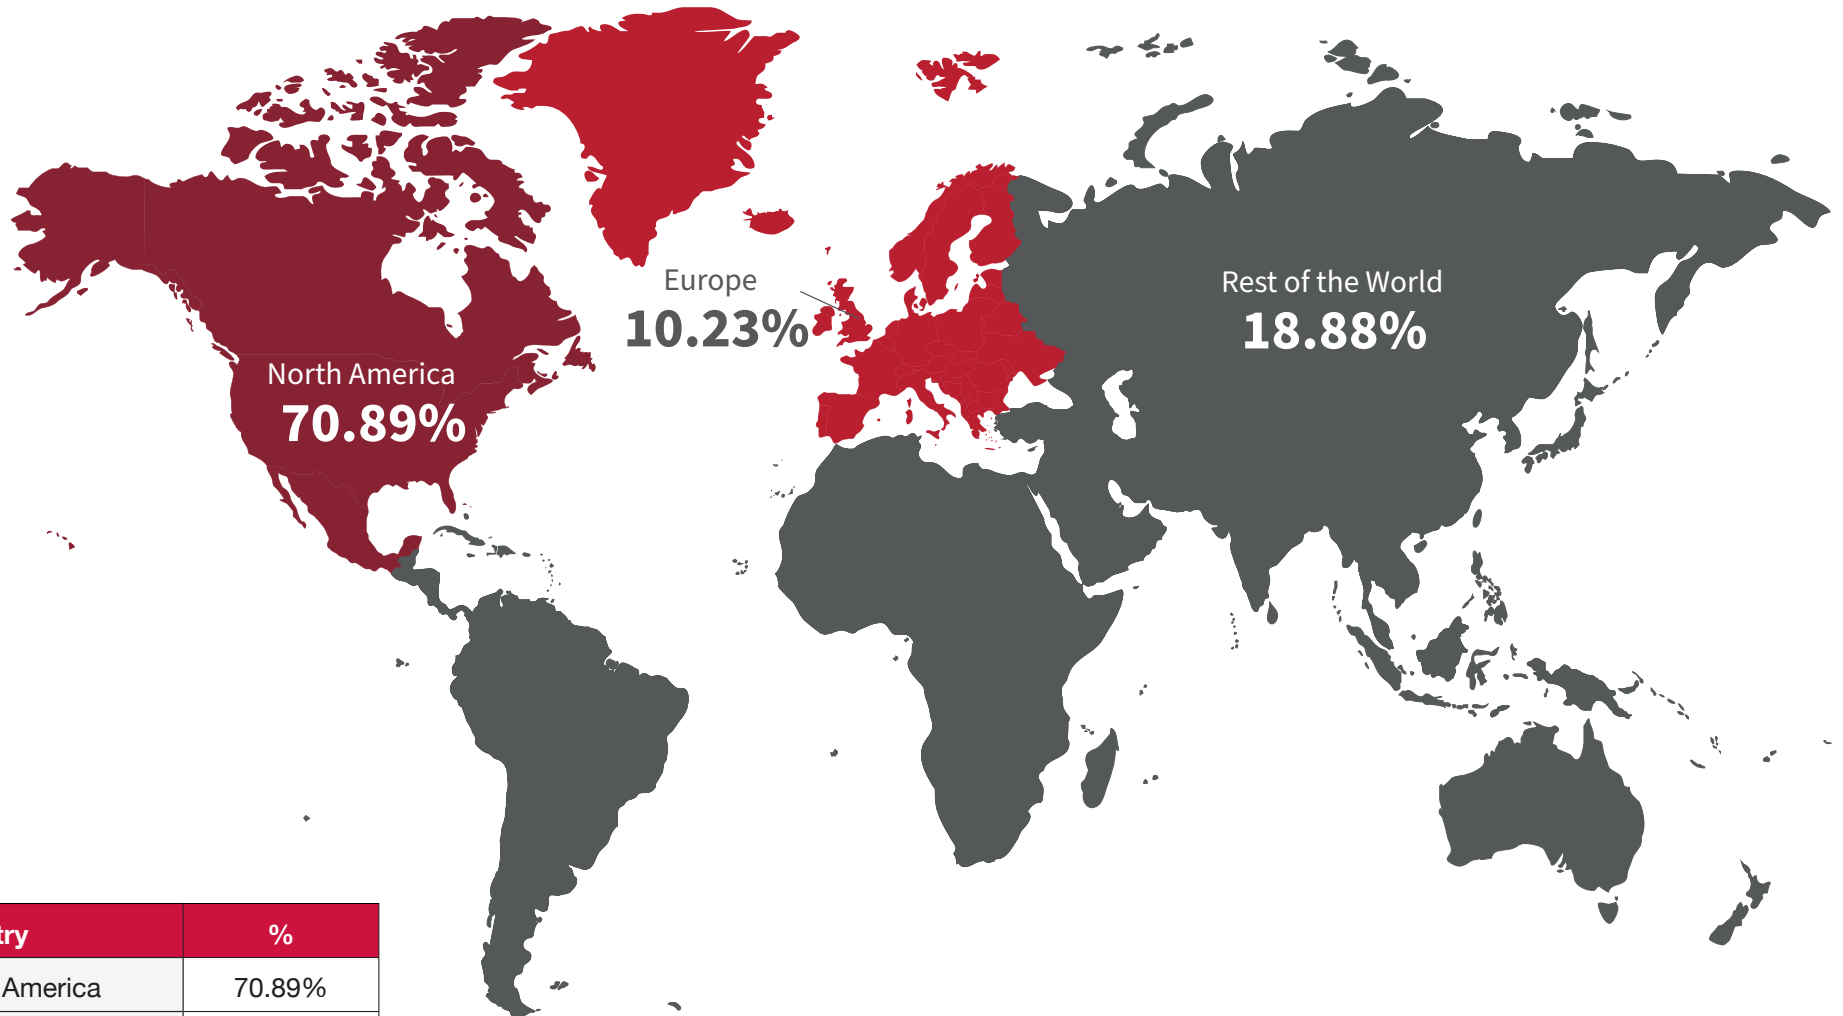 Europe
10.23%
Rest of the World
18.88%
North America
70.89%
try %
America 70.89%